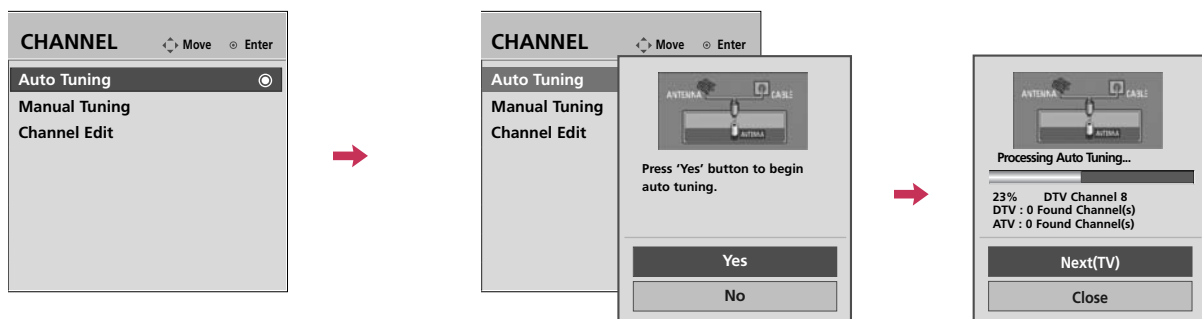 CHANNEL
Move
Enter
Auto Tuning
Manual Tuning
Channel Edit
CHANNEL
Move
Enter
Auto Tuning
Manual Tuning
Channel Edit
ANTENNA
CABLE
ANTENNA
Press ‘Yes’ button to begin
auto tuning.
Yes
No
ANTENNA
CABLE
ANTENNA
Processing Auto Tuning...
23% DTV Channel 8
DTV : 0 Found Channel(s)
ATV : 0 Found Channel(s)
Next(TV)
Close